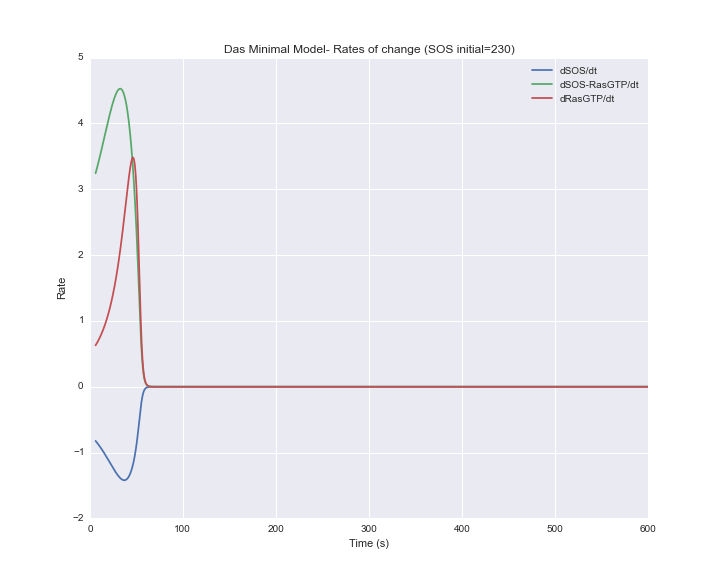 Das Minimal Model- Rates of change (SOS initial=230)
dSOS/dt
dSOS-RasGTP/dt
dRasGTP/dt
5
4
3
2
1
0
−1
−2
Rate
0 100 200 300 400 500 600
Time (s)